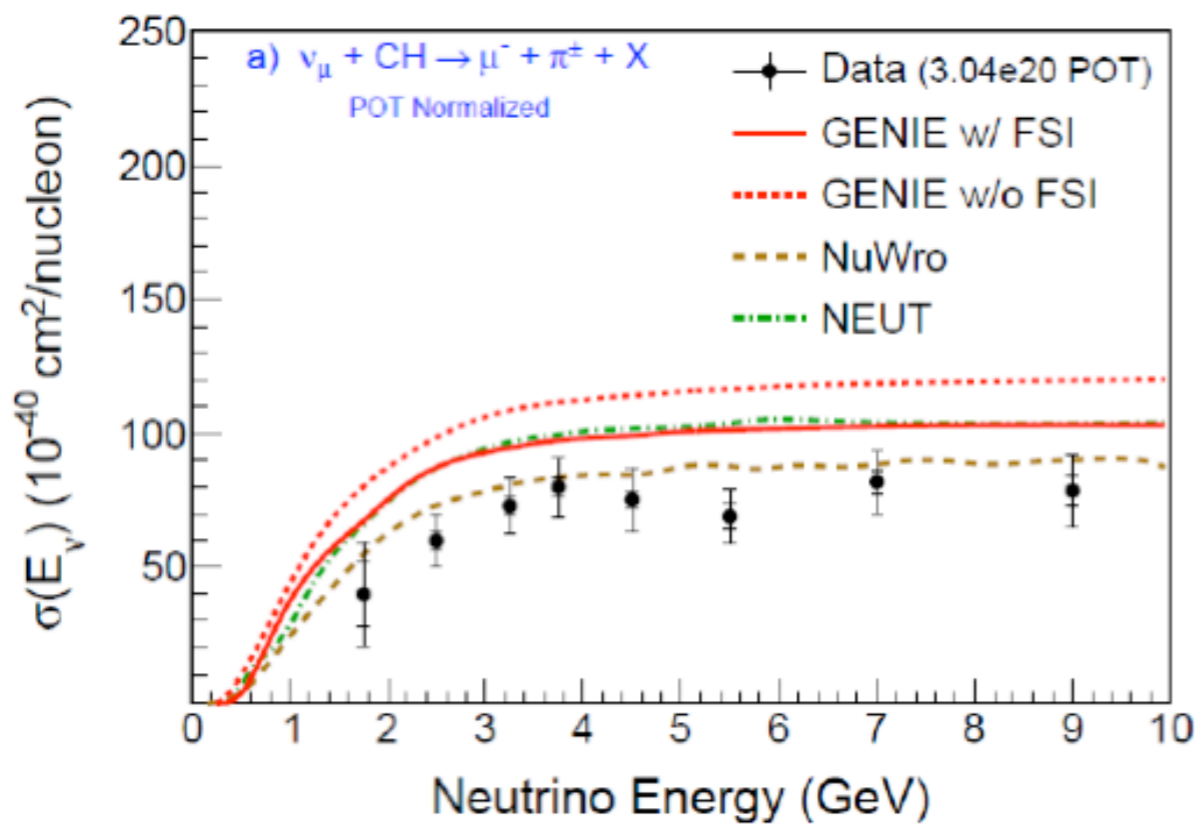 a) νμ + CH → μ⁻ + π± + X
POT Normalized
Data (3.04e20 POT)
GENIE w/ FSI
GENIE w/o FSI
NuWro
NEUT
σ(Eν) (10⁻⁴⁰ cm²/nucleon)
250
200
150
100
50
0 1 2 3 4 5 6 7 8 9 10
Neutrino Energy (GeV)